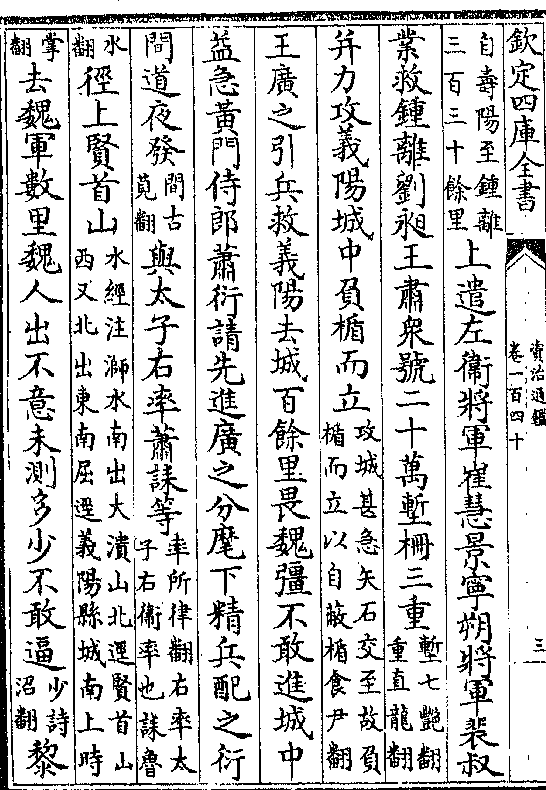 欽定四庫全書
資治通鑑
卷一百四十
三
自壽陽至鍾離三百三十餘里上遣左衛將軍崔慧景寧朔將軍裴叔
業救鍾離劉昶王肅衆號二十萬塹柵三重塹七艷翻重直龍翻
并力攻義陽城中負楯而立攻城甚急矢石交至故負楯而立以自蔽楯食尹翻
王廣之引兵救義陽去城百餘里畏魏彊不敢進城中
益急黃門侍郎蕭衍請先進廣之分麾下精兵配之衍
間道夜發間古莧翻與太子右率蕭誄等率所律翻右率太子右衛率也誄魯
水翻徑上賢首山水經注溮水南出大潰山北逕賢首山西又北出東南屈逕義陽縣城南上時
掌翻去魏軍數里魏人出不意未測多少不敢逼少詩沼翻黎